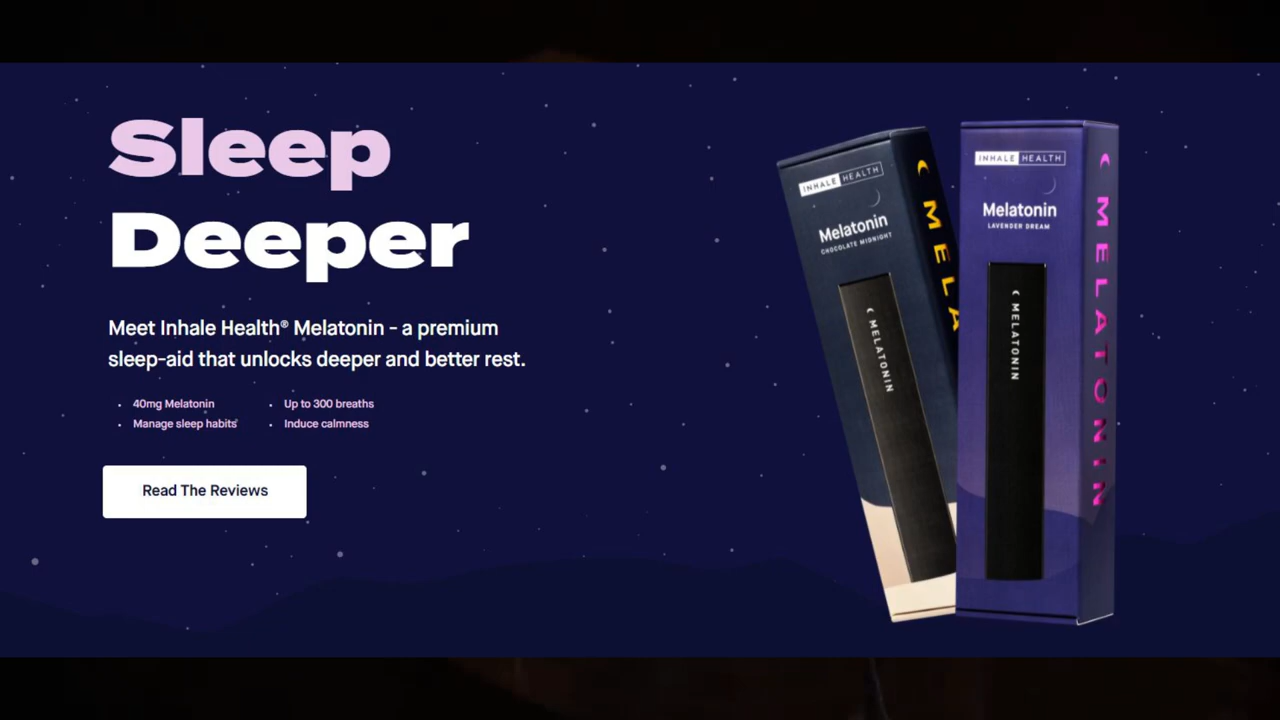 Sleep
Deeper
Meet Inhale Health® Melatonin - a premium
sleep-aid that unlocks deeper and better rest.
• 40mg Melatonin
• Manage sleep habits
• Up to 300 breaths
• Induce calmness
Read The Reviews
INHALE HEALTH
Melatonin
CHOCOLATE MIDNIGHT
MELATONIN
MELA
INHALE HEALTH
Melatonin
LAVENDER DREAM
MELATONIN
MELATONIN